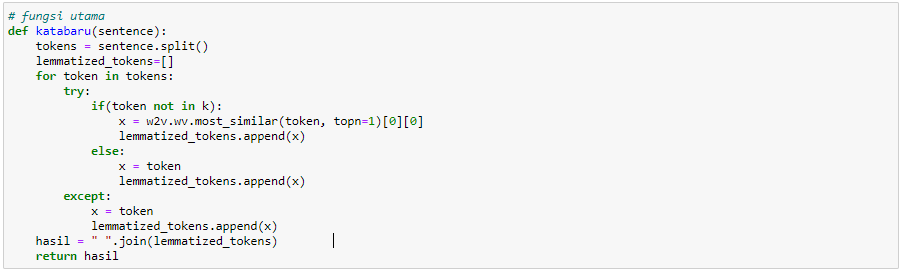 # fungsi utama
def katabaru(sentence):
    tokens = sentence.split()
    lemmatized_tokens=[]
    for token in tokens:
        try:
            if(token not in k):
                x = w2v.wv.most_similar(token, topn=1)[0][0]
                lemmatized_tokens.append(x)
            else:
                x = token
                lemmatized_tokens.append(x)
        except:
            x = token
            lemmatized_tokens.append(x)
    hasil = " ".join(lemmatized_tokens)
    return hasil